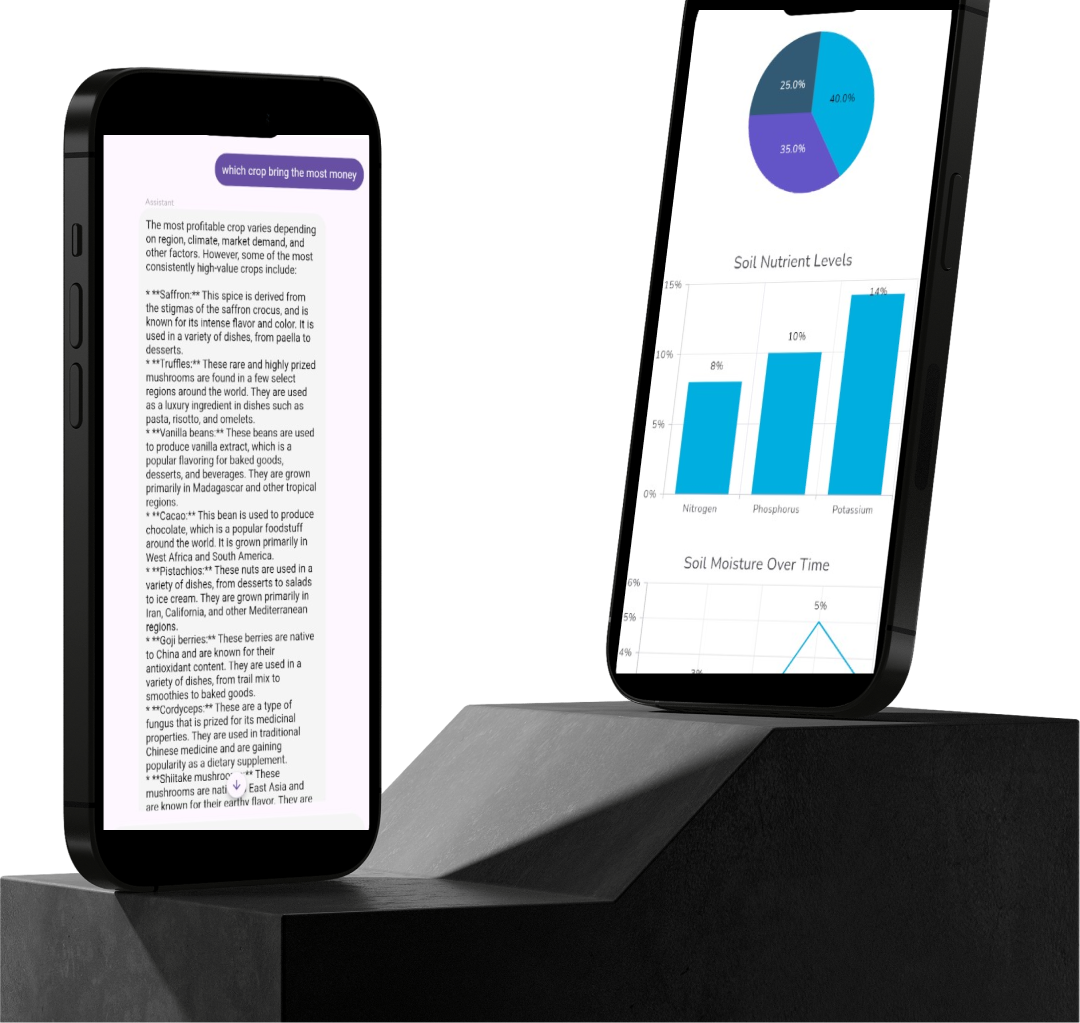 which crop bring the most money
Assistant
The most profitable crop varies depending
on region, climate, market demand, and
other factors. However, some of the most
consistently high-value crops include:
* **Saffron:** This spice is derived from
the stigmas of the saffron crocus, and is
known for its intense flavor and color. It is
used in a variety of dishes, from paella to
desserts.
* **Truffles:** These rare and highly prized
mushrooms are found in a few select
regions around the world. They are used
as a luxury ingredient in dishes such as
pasta, risotto, and omelets.
* **Vanilla beans:** These beans are used
to produce vanilla extract, which is a
popular flavoring for baked goods,
desserts, and beverages. They are grown
primarily in Madagascar and other tropical
regions.
* **Cacao:** This bean is used to produce
chocolate, which is a popular foodstuff
around the world. It is grown primarily in
West Africa and South America.
* **Pistachios:** These nuts are used in a
variety of dishes, from desserts to salads
to ice cream. They are grown primarily in
Iran, California, and other Mediterranean
regions.
* **Goji berries:** These berries are native
to China and are known for their
antioxidant content. They are used in a
variety of dishes, from trail mix to
smoothies to baked goods.
* **Cordyceps:** These are a type of
fungus that is prized for its medicinal
properties. They are used in traditional
Chinese medicine and are gaining
popularity as a dietary supplement.
* **Shiitake These
mushrooms are East Asia and
are known for their earthy flavor. They are
25.0%
40.0%
35.0%
Soil Nutrient Levels
15%
14%
10%
10%
8%
5%
0%
Nitrogen Phosphorus Potassium
Soil Moisture Over Time
6%
5%
5%
4%
3%